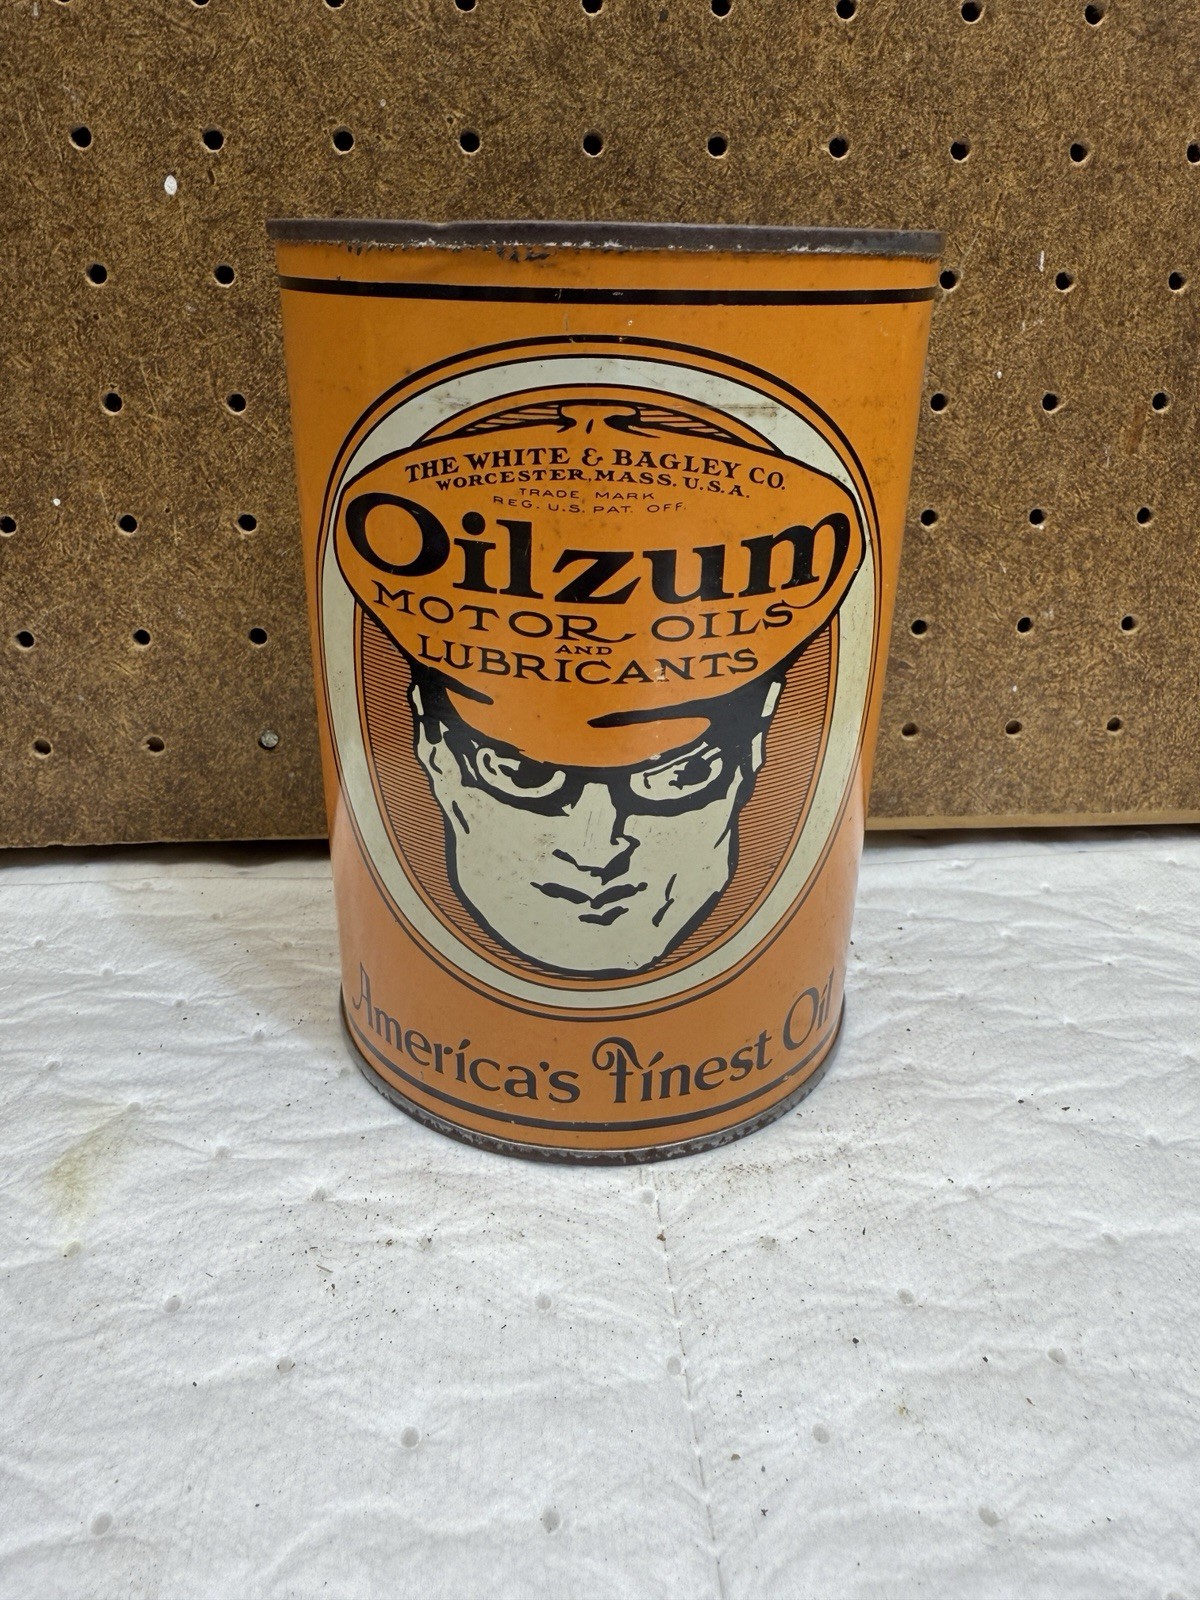 THE WHITE & BAGLEY CO.
WORCESTER, MASS. U.S.A.
TRADE MARK
REG. U.S. PAT. OFF.
Oilzum
MOTOR OILS
AND
LUBRICANTS
America's Finest Oil